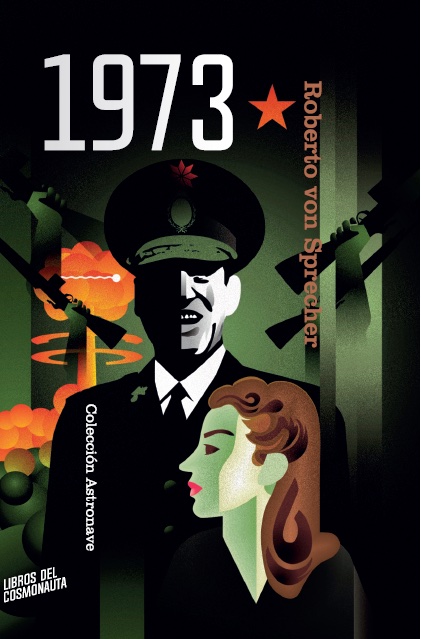 1973
Roberto von Sprecher
Colección Astronave
LIBROS DEL
COSMONAUTA